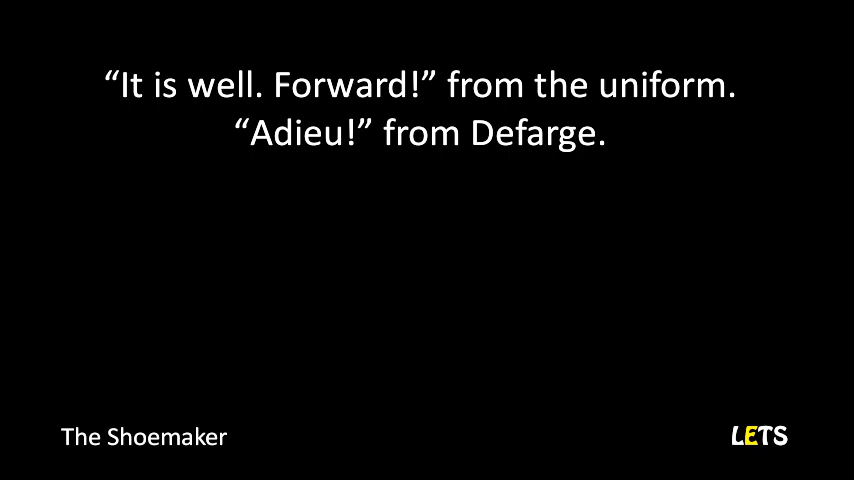 “It is well. Forward!” from the uniform.
“Adieu!” from Defarge.
The Shoemaker
LETS